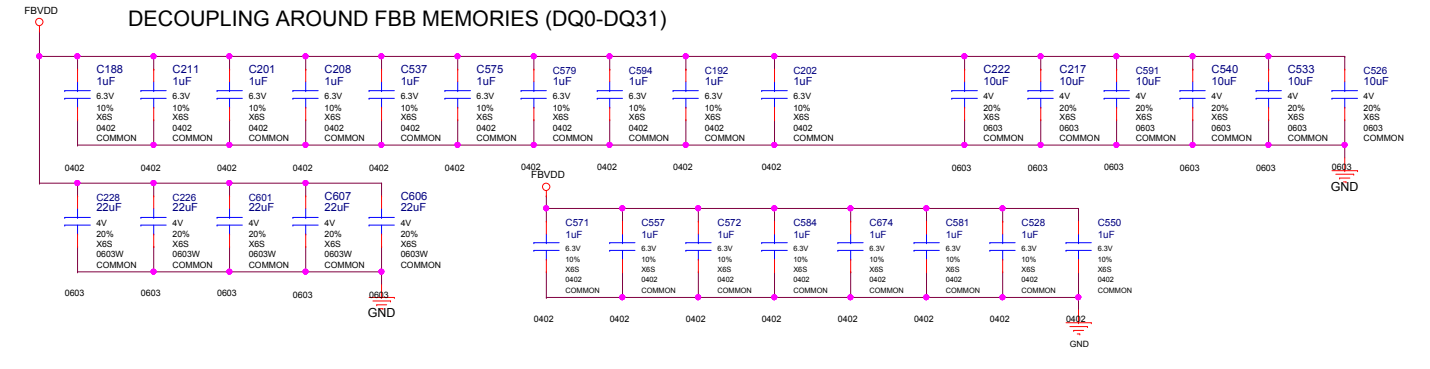 FBVDD
DECOUPLING AROUND FBB MEMORIES (DQ0-DQ31)
C188 C211 C201 C208 C537 C575 C579 C594 C192 C202 C222 C217 C591 C540 C533 C526
1uF 1uF 1uF 1uF 1uF 1uF 1uF 1uF 1uF 1uF 10uF 10uF 10uF 10uF 10uF 10uF
6.3V 6.3V 6.3V 6.3V 6.3V 6.3V 6.3V 6.3V 6.3V 6.3V 4V 4V 4V 4V 4V 4V
10% 10% 10% 10% 10% 10% 10% 10% 10% 10% 20% 20% 20% 20% 20% 20%
X6S X6S X6S X6S X6S X6S X6S X6S X6S X6S X6S X6S X6S X6S X6S X6S
0402 0402 0402 0402 0402 0402 0402 0402 0402 0402 0603 0603 0603 0603 0603 0603
COMMON COMMON COMMON COMMON COMMON COMMON COMMON COMMON COMMON COMMON COMMON COMMON COMMON COMMON COMMON COMMON
0402 0402 0402 0402 0402 0402 0402 0402 0402 0402 0603 0603 0603 0603 0603 0603
GND
FBVDD
C228 C226 C601 C607 C606
22uF 22uF 22uF 22uF 22uF
4V 4V 4V 4V 4V
20% 20% 20% 20% 20%
X6S X6S X6S X6S X6S
0603W 0603W 0603W 0603W 0603W
COMMON COMMON COMMON COMMON COMMON
0603 0603 0603 0603 0603
GND
C571 C557 C572 C584 C674 C581 C528 C550
1uF 1uF 1uF 1uF 1uF 1uF 1uF 1uF
6.3V 6.3V 6.3V 6.3V 6.3V 6.3V 6.3V 6.3V
10% 10% 10% 10% 10% 10% 10% 10%
X6S X6S X6S X6S X6S X6S X6S X6S
0402 0402 0402 0402 0402 0402 0402 0402
COMMON COMMON COMMON COMMON COMMON COMMON COMMON COMMON
0402 0402 0402 0402 0402 0402 0402 0402
GND